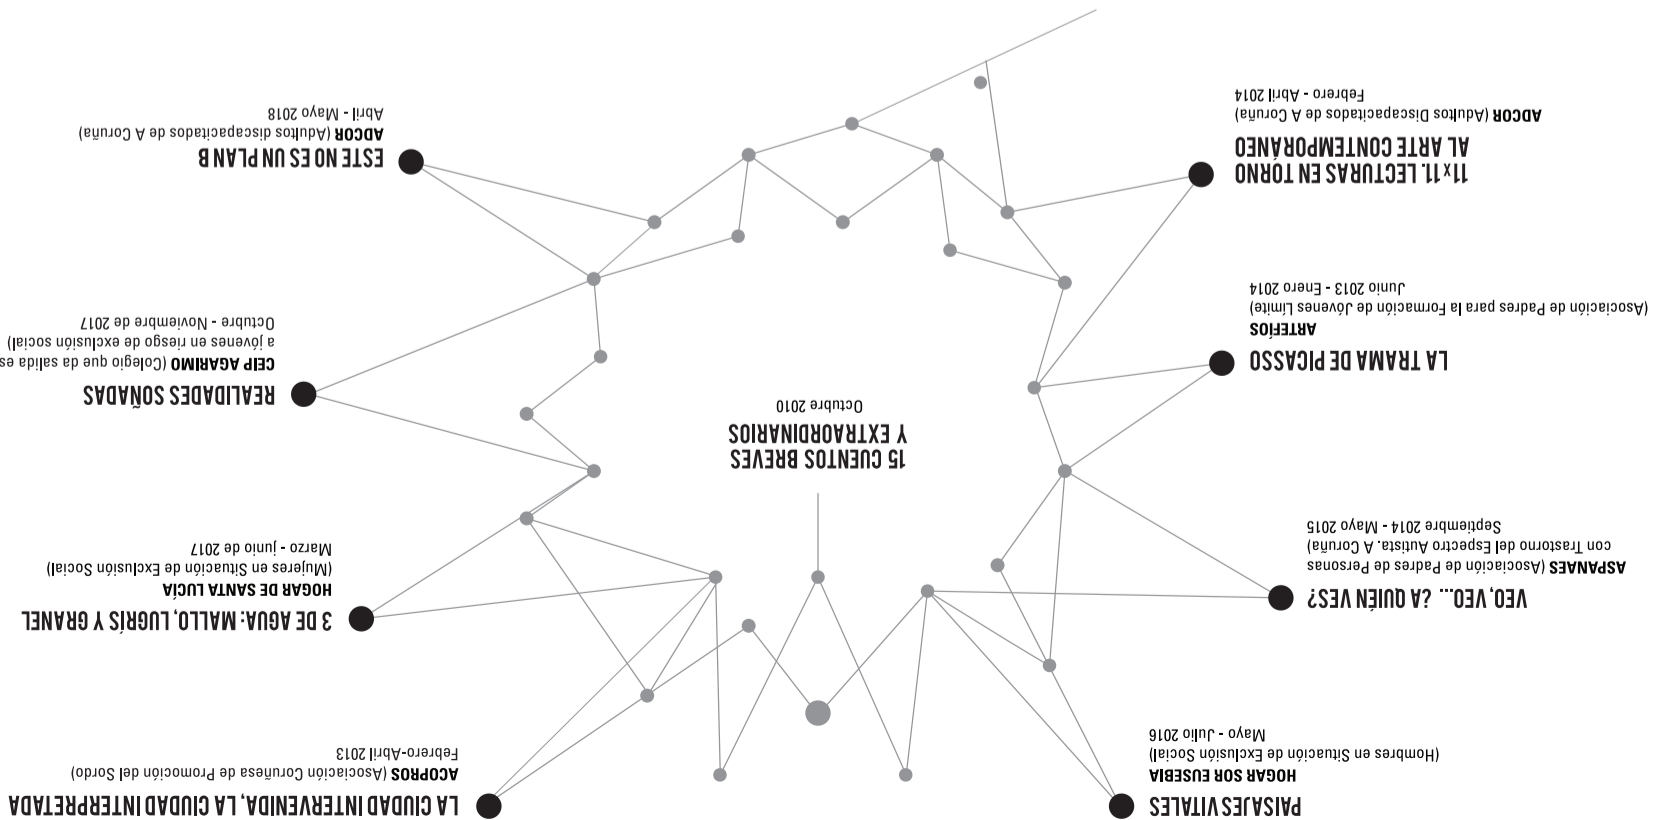 PAISAJES VITALES
HOGAR SOR EUSEBIA
(Hombres en Situación de Exclusión Social)
Mayo - Julio 2016
LA CIUDAD INTERVENIDA, LA CIUDAD INTERPRETADA
ACOPROS (Asociación Coruñesa de Promoción del Sordo)
Febrero-Abril 2013
VEO, VEO... ¿A QUIÉN VES?
ASPANAES (Asociación de Padres de Personas
con Trastorno del Espectro Autista. A Coruña)
Septiembre 2014 - Mayo 2015
3 DE AGUA: MALLO, LUGRÍS Y GRANEL
HOGAR DE SANTA LUCÍA
(Mujeres en Situación de Exclusión Social)
Marzo - junio de 2017
15 CUENTOS BREVES
Y EXTRAORDINARIOS
Octubre 2010
LA TRAMA DE PICASSO
ARTEFÍOS
(Asociación de Padres para la Formación de Jóvenes Límite)
Junio 2013 - Enero 2014
REALIDADES SOÑADAS
CEIP AGARIMO (Colegio que da salida es
a jóvenes en riesgo de exclusión social)
Octubre - Noviembre de 2017
11x11. LECTURAS EN TORNO
AL ARTE CONTEMPORÁNEO
ADCOR (Adultos Discapacitados de A Coruña)
Febrero - Abril 2014
ESTE NO ES UN PLAN B
ADCOR (Adultos discapacitados de A Coruña)
Abril - Mayo 2018